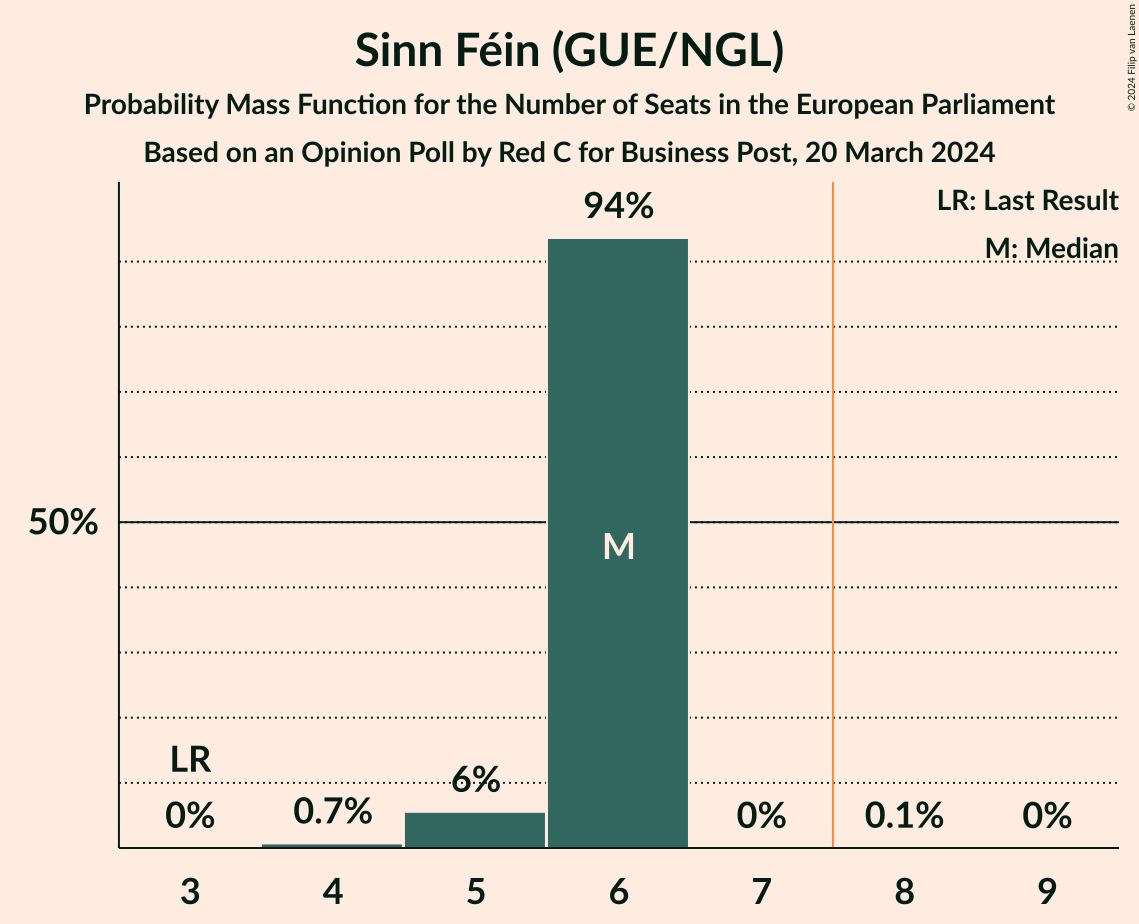 Sinn Féin (GUE/NGL)
Probability Mass Function for the Number of Seats in the European Parliament
Based on an Opinion Poll by Red C for Business Post, 20 March 2024
© 2024 Filip van Laenen
LR: Last Result
M: Median
94%
50%
M
LR
0%
0.7%
6%
0%
0.1%
0%
3
4
5
6
7
8
9